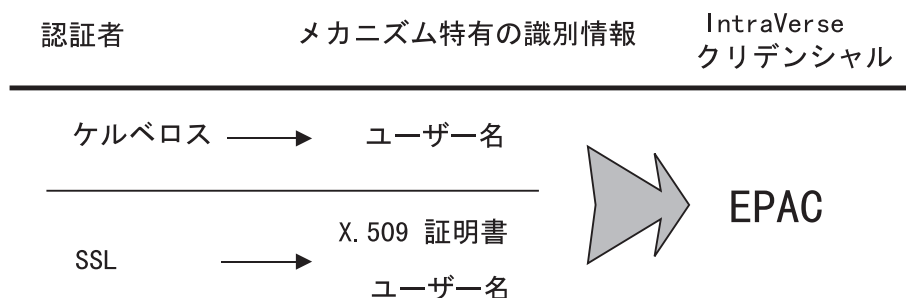 認証者
メカニズム特有の識別情報
IntraVerse
クリデンシャル
ケルベロス
ユーザー名
EPAC
SSL
X.509 証明書
ユーザー名